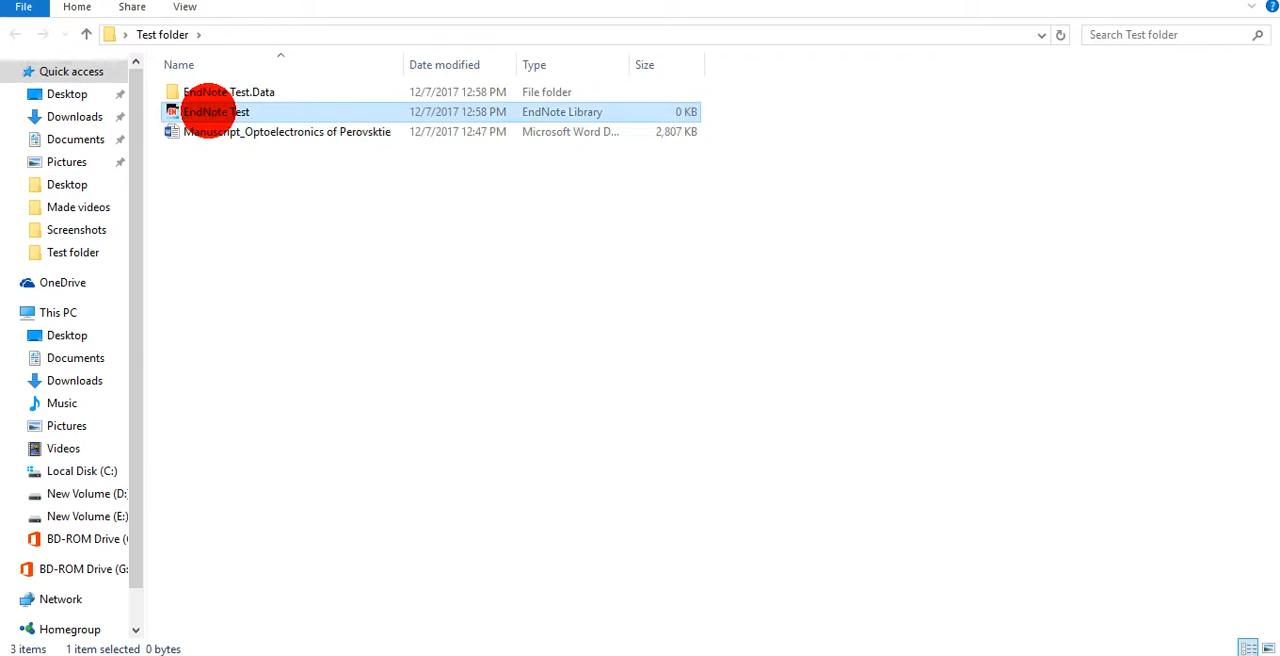 File Home Share View
Test folder Search Test folder
Name Date modified Type Size
Quick access
Desktop
Downloads
Documents
Pictures
Desktop
Made videos
Screenshots
Test folder
OneDrive
This PC
Desktop
Documents
Downloads
Music
Pictures
Videos
Local Disk (C:)
New Volume (D:)
New Volume (E:)
BD-ROM Drive (
BD-ROM Drive (G:
Network
Homegroup
EndNote Test.Data 12/7/2017 12:58 PM File folder
EndNote Test 12/7/2017 12:58 PM EndNote Library 0 KB
Manuscript_Optoelectronics of Perovsktie 12/7/2017 12:47 PM Microsoft Word D... 2,807 KB
3 items 1 item selected 0 bytes